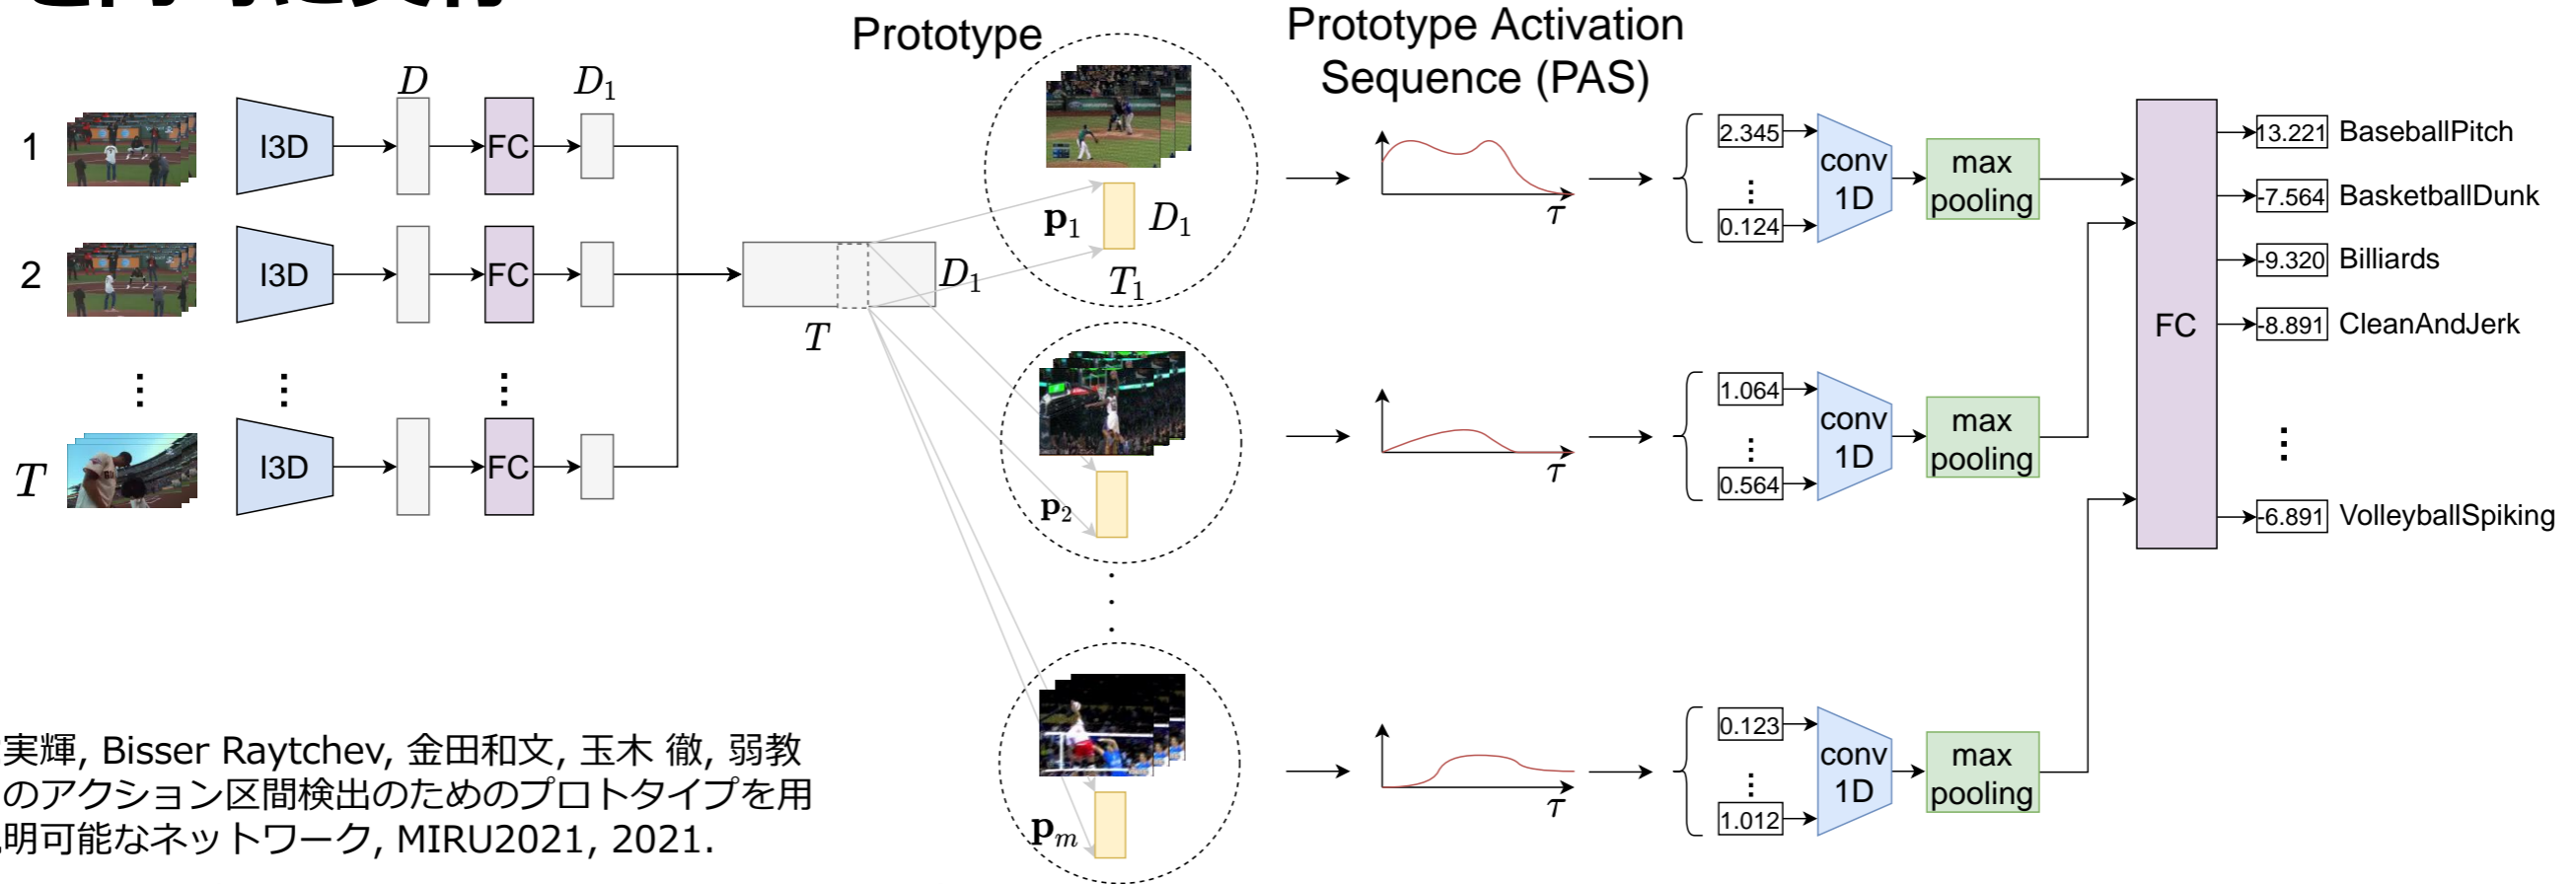 Prototype
Prototype Activation
Sequence (PAS)
D
D₁
1
I3D
FC
2
I3D
FC
⋮
⋮
⋮
T
I3D
FC
T
D₁
p₁
D₁
T₁
p₂
p_m
τ
τ
τ
2.345
⋮
0.124
conv
1D
max
pooling
1.064
⋮
0.564
conv
1D
max
pooling
0.123
⋮
1.012
conv
1D
max
pooling
FC
13.221 BaseballPitch
-7.564 BasketballDunk
-9.320 Billiards
-8.891 CleanAndJerk
⋮
-6.891 VolleyballSpiking
実輝, Bisser Raytchev, 金田和文, 玉木 徹, 弱教
のアクション区間検出のためのプロトタイプを用
明可能なネットワーク, MIRU2021, 2021.